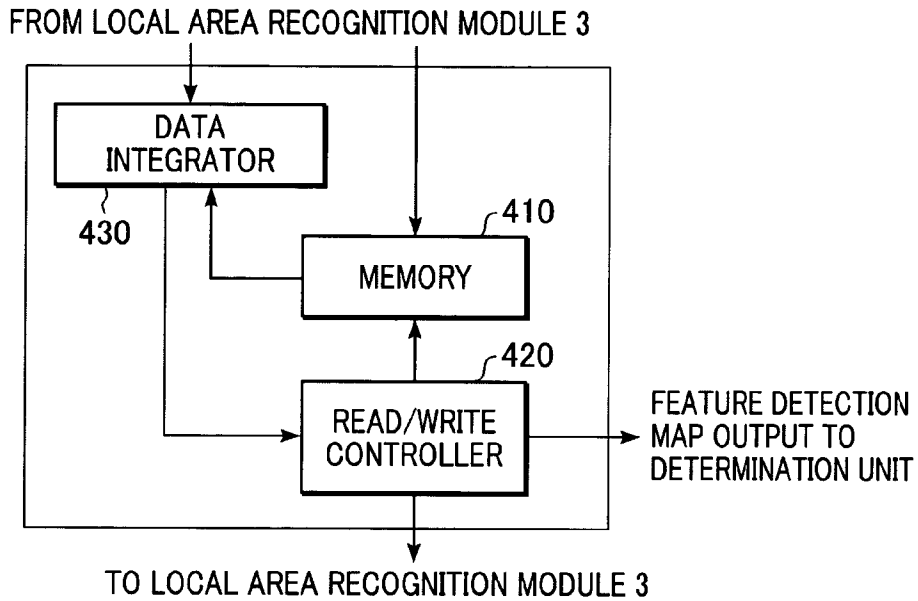 FROM LOCAL AREA RECOGNITION MODULE 3
DATA
INTEGRATOR
430
410
MEMORY
420
READ/WRITE
CONTROLLER
FEATURE DETECTION
MAP OUTPUT TO
DETERMINATION UNIT
TO LOCAL AREA RECOGNITION MODULE 3